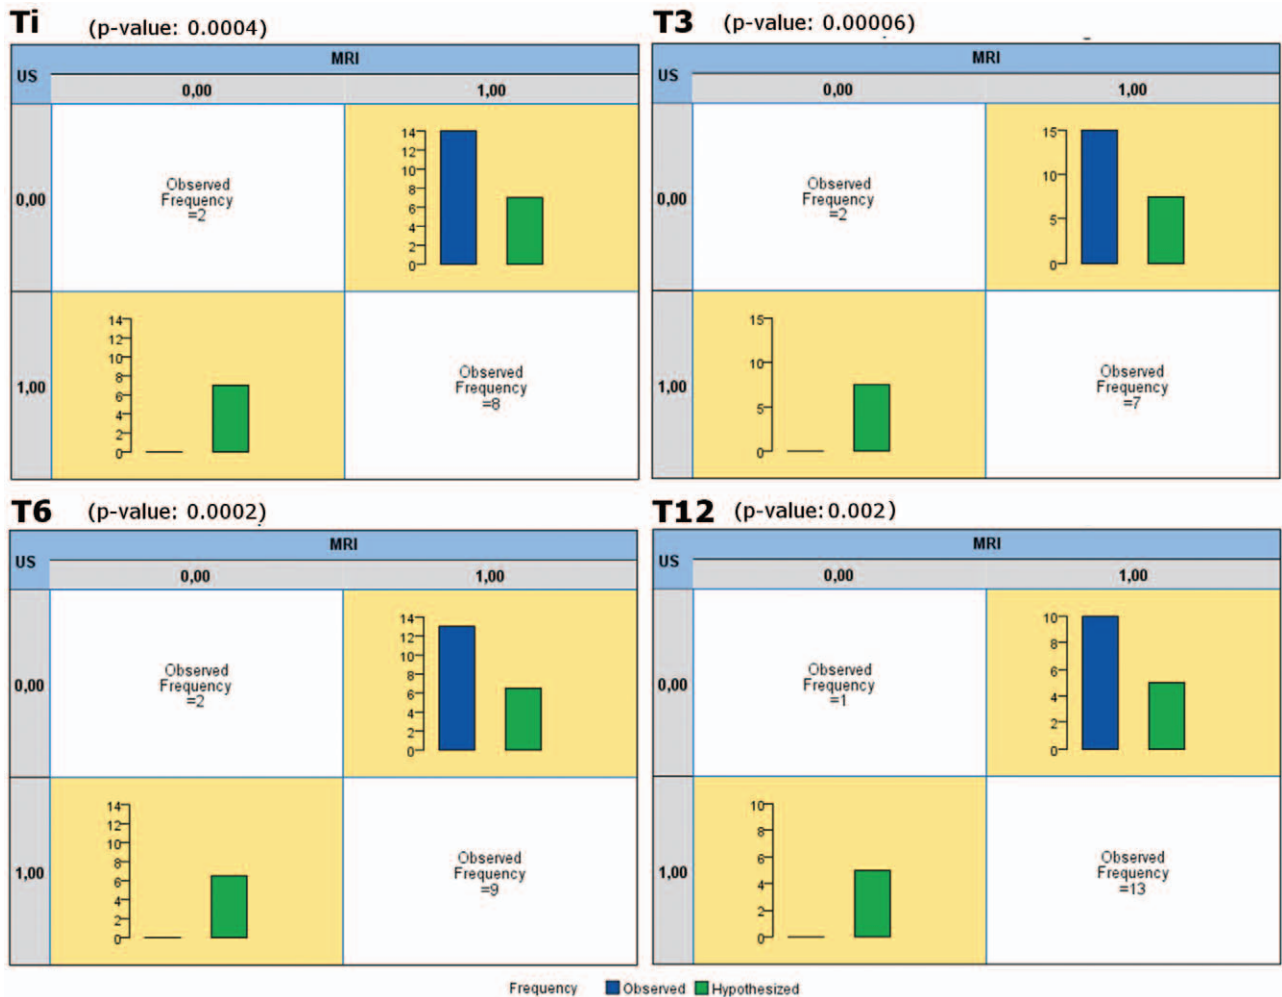 Ti (p-value: 0.0004)
US
MRI
0,00 1,00
0,00
Observed
Frequency
=2
14
12
10
8
6
4
2
0
1,00
14
12
10
8
6
4
2
0
Observed
Frequency
=8
T3 (p-value: 0.00006)
US
MRI
0,00 1,00
0,00
Observed
Frequency
=2
15
10
5
0
1,00
15
10
5
0
Observed
Frequency
=7
T6 (p-value: 0.0002)
US
MRI
0,00 1,00
0,00
Observed
Frequency
=2
14
12
10
8
6
4
2
0
1,00
14
12
10
8
6
4
2
0
Observed
Frequency
=9
T12 (p-value: 0.002)
US
MRI
0,00 1,00
0,00
Observed
Frequency
=1
10
8
6
4
2
0
1,00
10
8
6
4
2
0
Observed
Frequency
=13
Frequency Observed Hypothesized